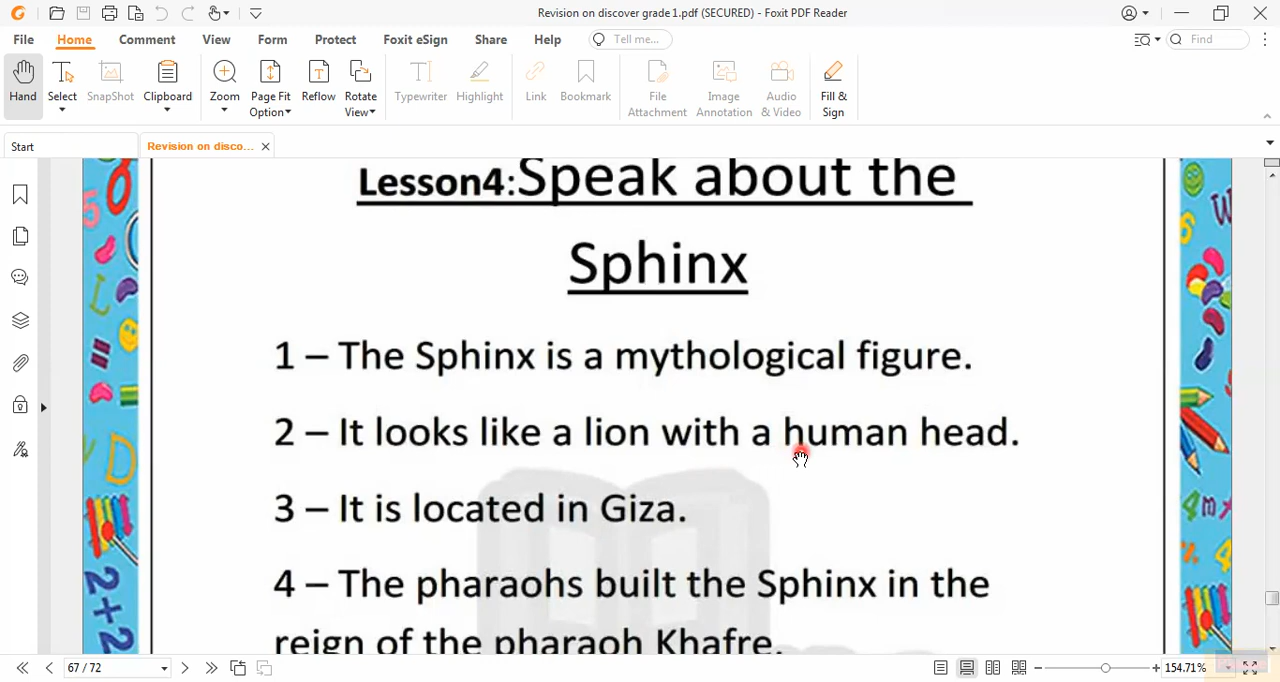 Revision on discover grade1.pdf (SECURED) - Foxit PDF Reader
File Home Comment View Form Protect Foxit eSign Share Help Tell me... Find
Hand Select SnapShot Clipboard Zoom Page Fit Option Reflow Rotate View Typewriter Highlight Link Bookmark File Attachment Image Annotation Audio & Video Fill & Sign
Start Revision on disco...
Lesson4:Speak about the
Sphinx
1 – The Sphinx is a mythological figure.
2 – It looks like a lion with a human head.
3 – It is located in Giza.
4 – The pharaohs built the Sphinx in the
reign of the pharaoh Khafre.
67 / 72 154.71%